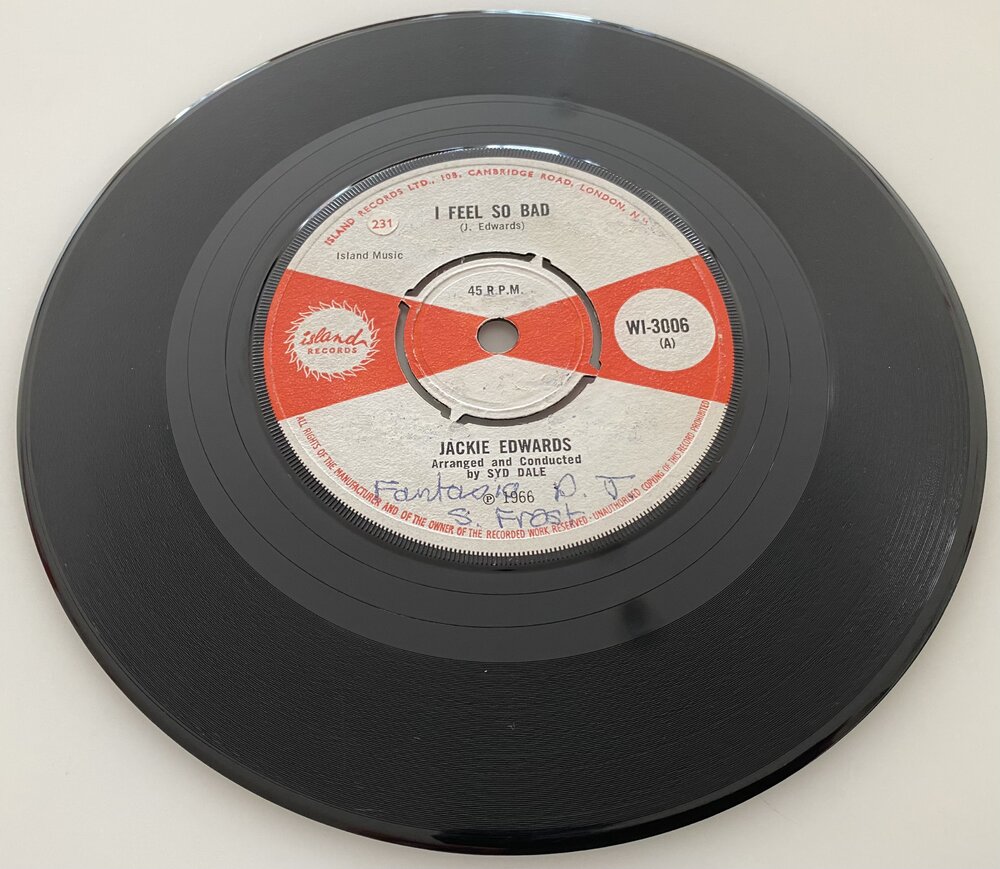 ISLAND RECORDS LTD., 108, CAMBRIDGE ROAD, LONDON, N.
I FEEL SO BAD
(J. Edwards)
231
Island Music
45 R.P.M.
island
RECORDS
WI-3006
(A)
JACKIE EDWARDS
Arranged and Conducted
by SYD DALE
Fantasia D. J.
℗ 1966
S. Frost
ALL RIGHTS OF THE MANUFACTURER AND OF THE OWNER OF THE RECORDED WORK RESERVED · UNAUTHORISED COPYING OF THIS RECORD PROHIBITED